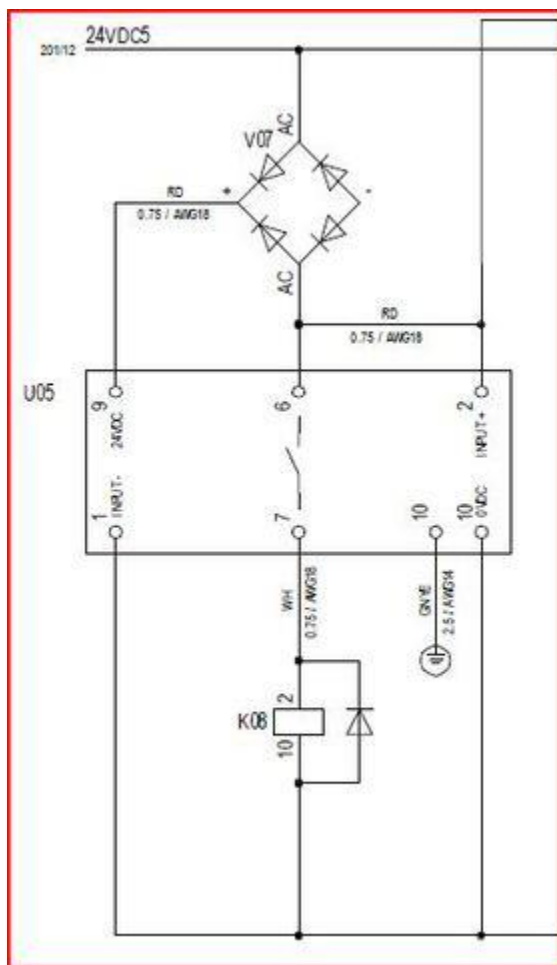 24VDC5
201/12
AC
V07
+
-
RD
0.75 / AWG18
AC
RD
0.75 / AWG18
U05
9
24VDC
6
2
INPUT+
1
INPUT-
7
10
10
0VDC
WH
0.75 / AWG18
GNYE
2.5 / AWG14
K08
2
10